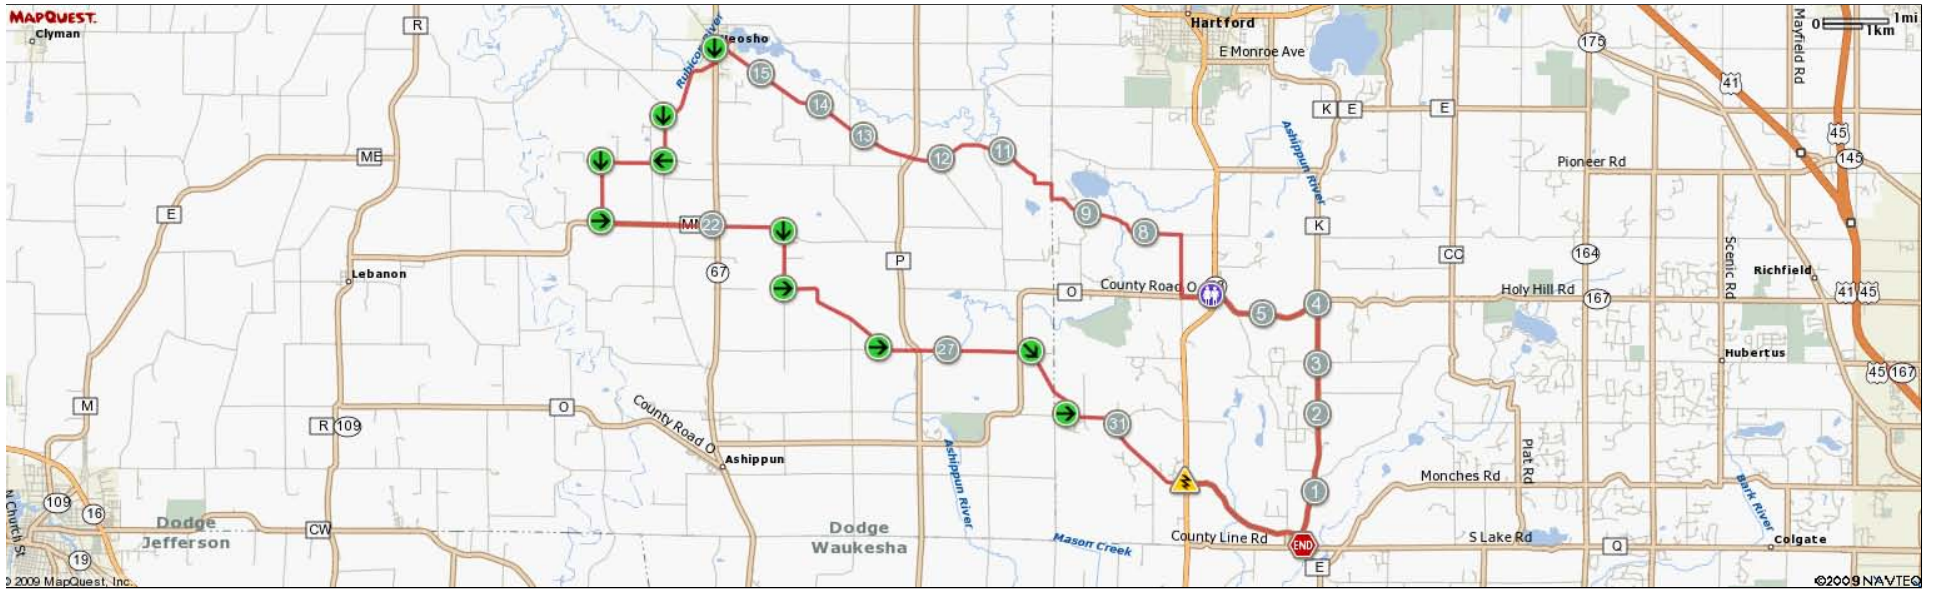 MAPQUEST.
Clyman
R
Rubicon River
eosho
Hartford
E Monroe Ave
175
Mayfield Rd
0 1mi
1km
41
15
14
13
12
11
K E
E
45
145
Pioneer Rd
ME
E
Ashippun River
9
8
K
22
67
P
CC
164
Scenic Rd
Richfield
Lebanon
O
County Road O
5
4
Holy Hill Rd
167
41 45
27
3
Hubertus
45 167
M
O
R 109
County Road O
31
2
Ashippun
Ashippun River
Monches Rd
Plat Rd
1
Bark River
N Church St
109
16
Dodge
Jefferson
CW
Dodge
Waukesha
Mason Creek
County Line Rd
END
S Lake Rd
Q
Colgate
19
E
© 2009 MapQuest, Inc.
©2009 NAVTEQ